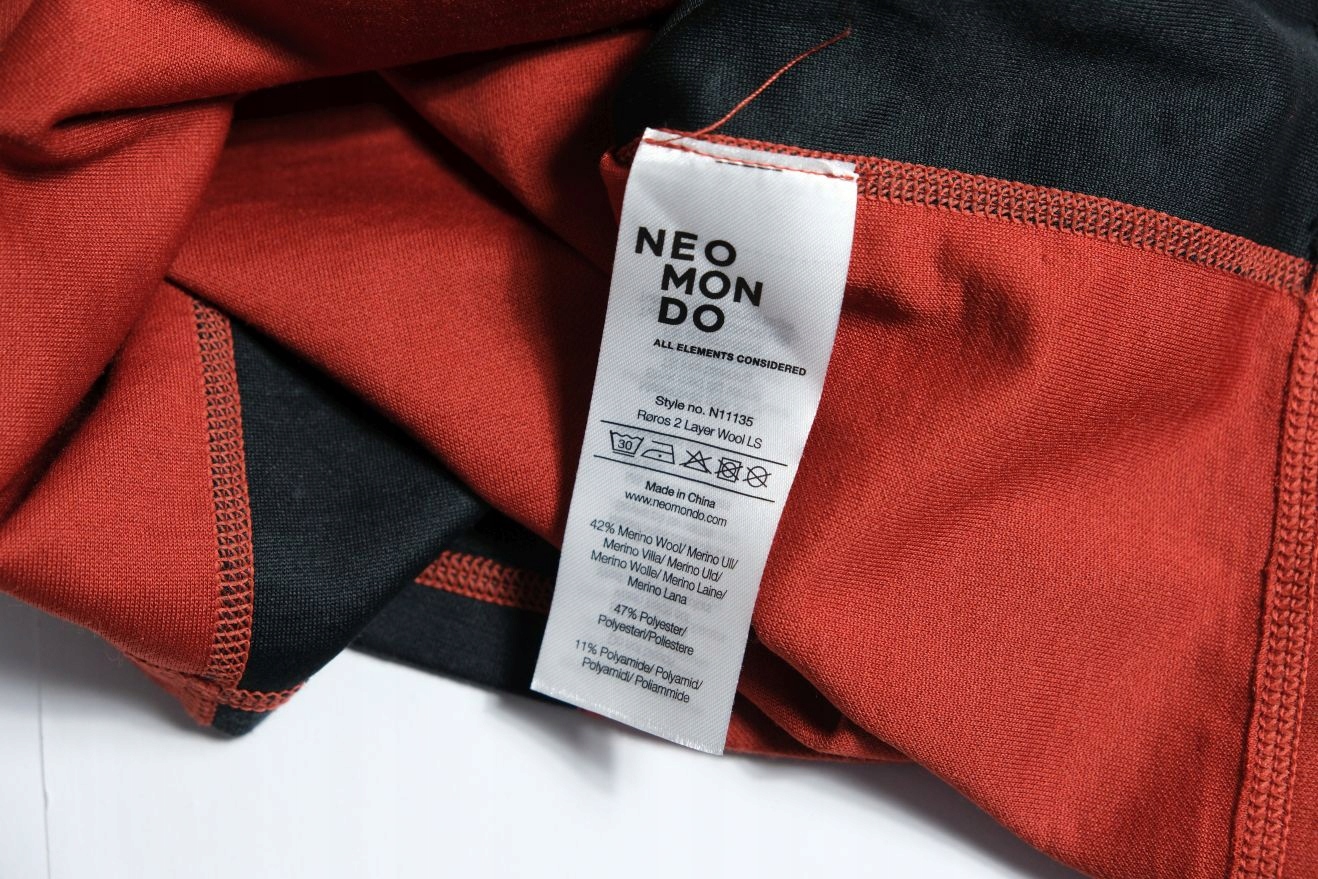 NEO
MON
DO
ALL ELEMENTS CONSIDERED
Style no. N11135
Røros 2 Layer Wool LS
30
Made in China
www.neomondo.com
42% Merino Wool/ Merino Ull/
Merino Villa/ Merino Uld/
Merino Wolle/ Merino Laine/
Merino Lana
47% Polyester/
Polyesteri/Poliestere
11% Polyamide/ Polyamid/
Polyamidi/ Poliammide